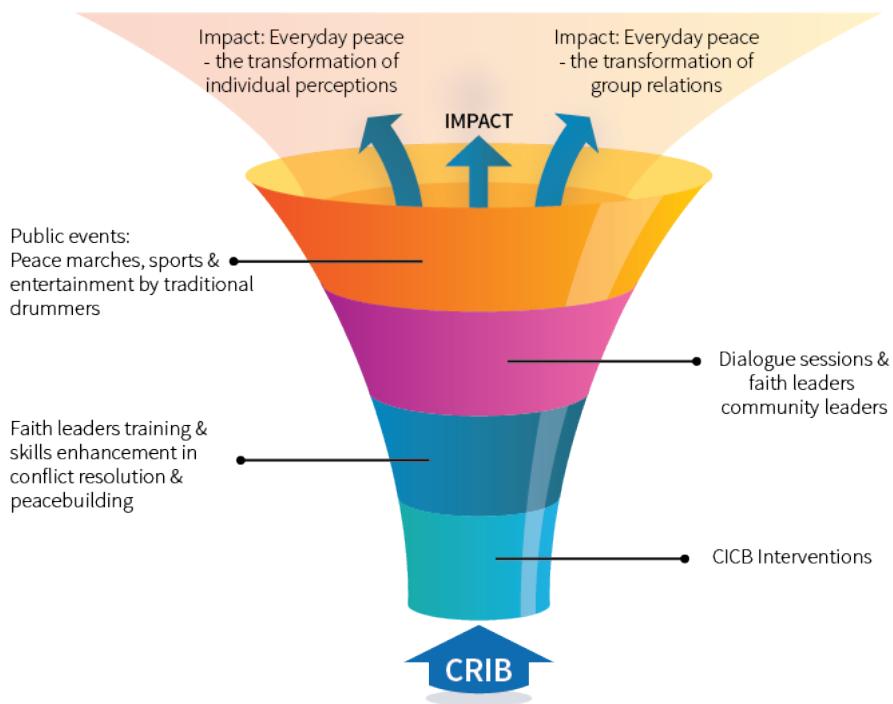 Impact: Everyday peace
- the transformation of
individual perceptions
Impact: Everyday peace
- the transformation of
group relations
IMPACT
Public events:
Peace marches, sports &
entertainment by traditional
drummers
Dialogue sessions &
faith leaders
community leaders
Faith leaders training &
skills enhancement in
conflict resolution &
peacebuilding
CICB Interventions
CRIB